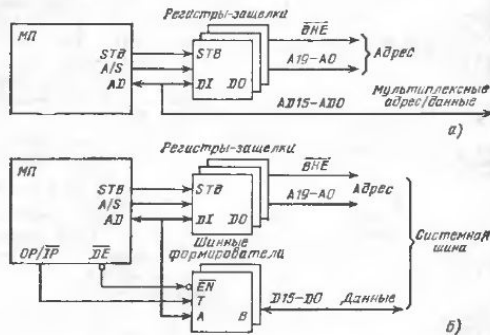 Регистры-защелки
МП
STB
A/S
AD
STB
DI DO
BHE
A19-A0
Адрес
AD15-AD0
Мультиплексные
адрес/данные
а)
Регистры-защелки
МП
STB
A/S
AD
OP/IP DE
STB
DI DO
BHE
A19-A0
Адрес
Шинные
формирователи
EN
T
A B
D15-D0 Данные
Системная
шина
б)